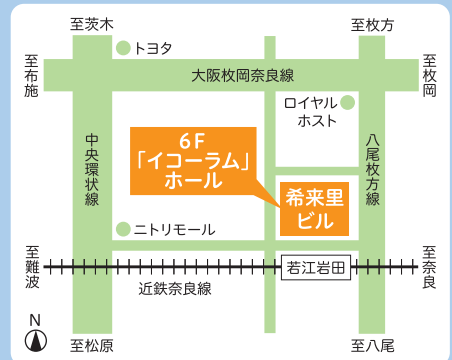 至茨木
至枚方
トヨタ
至布施
大阪枚岡奈良線
至枚岡
ロイヤル
ホスト
中央環状線
6F
「イコーラム」
ホール
八尾枚方線
希来里
ビル
ニトリモール
至難波
若江岩田
至奈良
近鉄奈良線
N
至松原
至八尾